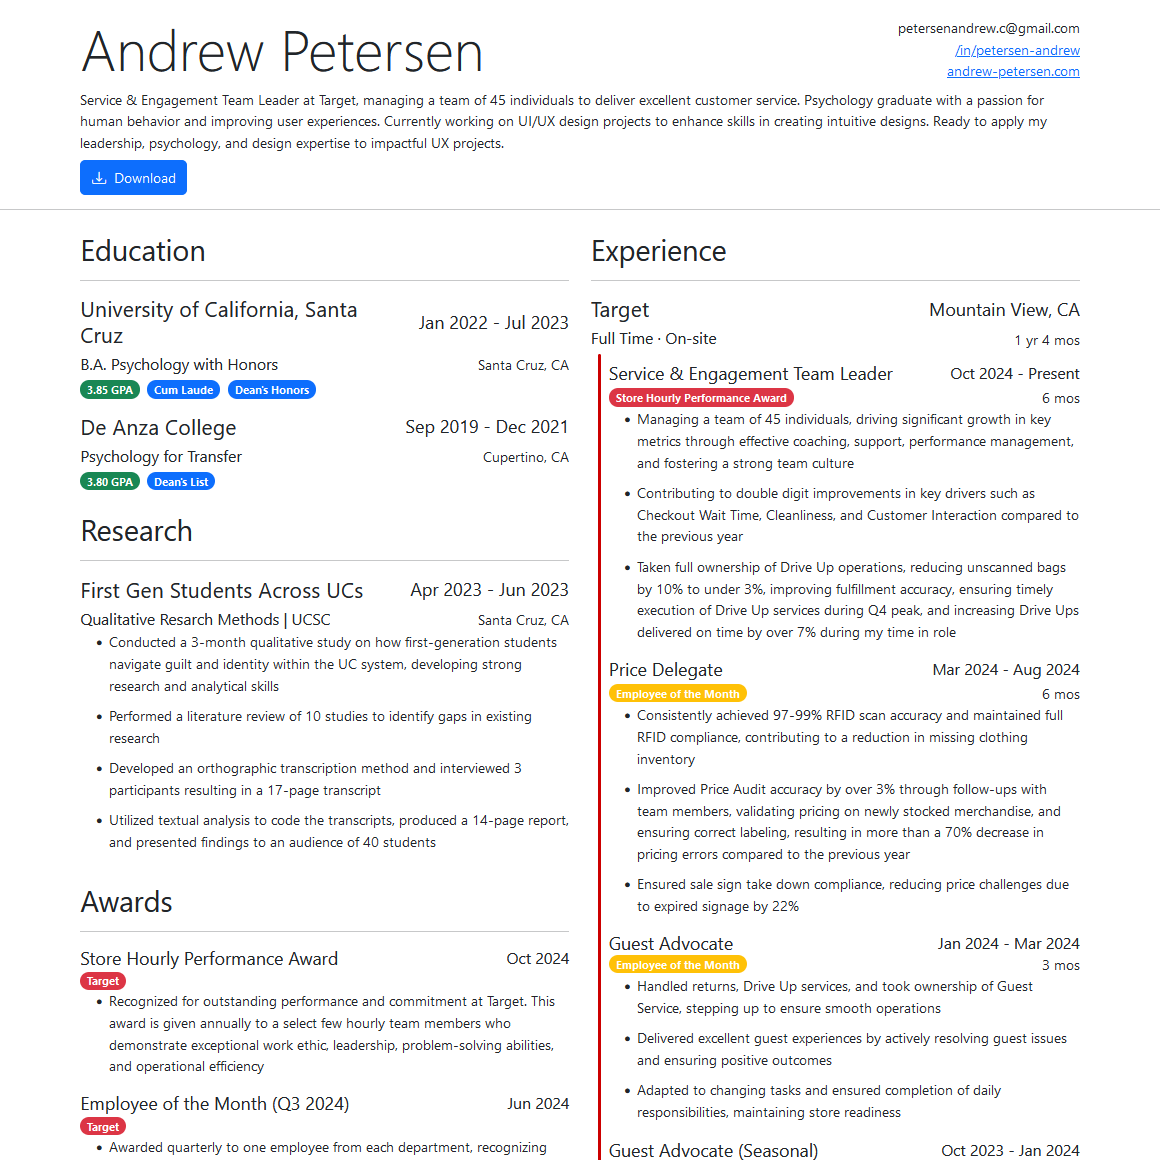 Andrew Petersen
petersenandrew.c@gmail.com
/in/petersen-andrew
andrew-petersen.com
Service & Engagement Team Leader at Target, managing a team of 45 individuals to deliver excellent customer service. Psychology graduate with a passion for
human behavior and improving user experiences. Currently working on UI/UX design projects to enhance skills in creating intuitive designs. Ready to apply my
leadership, psychology, and design expertise to impactful UX projects.
Download
Education
University of California, Santa
Cruz
Jan 2022 - Jul 2023
B.A. Psychology with Honors
Santa Cruz, CA
3.85 GPA Cum Laude Dean's Honors
De Anza College
Sep 2019 - Dec 2021
Psychology for Transfer
Cupertino, CA
3.80 GPA Dean's List
Research
First Gen Students Across UCs
Apr 2023 - Jun 2023
Qualitative Resarch Methods | UCSC
Santa Cruz, CA
• Conducted a 3-month qualitative study on how first-generation students
navigate guilt and identity within the UC system, developing strong
research and analytical skills
• Performed a literature review of 10 studies to identify gaps in existing
research
• Developed an orthographic transcription method and interviewed 3
participants resulting in a 17-page transcript
• Utilized textual analysis to code the transcripts, produced a 14-page report,
and presented findings to an audience of 40 students
Awards
Store Hourly Performance Award
Oct 2024
Target
• Recognized for outstanding performance and commitment at Target. This
award is given annually to a select few hourly team members who
demonstrate exceptional work ethic, leadership, problem-solving abilities,
and operational efficiency
Employee of the Month (Q3 2024)
Jun 2024
Target
• Awarded quarterly to one employee from each department, recognizing
Experience
Target
Mountain View, CA
Full Time · On-site
1 yr 4 mos
Service & Engagement Team Leader
Oct 2024 - Present
Store Hourly Performance Award
6 mos
• Managing a team of 45 individuals, driving significant growth in key
metrics through effective coaching, support, performance management,
and fostering a strong team culture
• Contributing to double digit improvements in key drivers such as
Checkout Wait Time, Cleanliness, and Customer Interaction compared to
the previous year
• Taken full ownership of Drive Up operations, reducing unscanned bags
by 10% to under 3%, improving fulfillment accuracy, ensuring timely
execution of Drive Up services during Q4 peak, and increasing Drive Ups
delivered on time by over 7% during my time in role
Price Delegate
Mar 2024 - Aug 2024
Employee of the Month
6 mos
• Consistently achieved 97-99% RFID scan accuracy and maintained full
RFID compliance, contributing to a reduction in missing clothing
inventory
• Improved Price Audit accuracy by over 3% through follow-ups with
team members, validating pricing on newly stocked merchandise, and
ensuring correct labeling, resulting in more than a 70% decrease in
pricing errors compared to the previous year
• Ensured sale sign take down compliance, reducing price challenges due
to expired signage by 22%
Guest Advocate
Jan 2024 - Mar 2024
Employee of the Month
3 mos
• Handled returns, Drive Up services, and took ownership of Guest
Service, stepping up to ensure smooth operations
• Delivered excellent guest experiences by actively resolving guest issues
and ensuring positive outcomes
• Adapted to changing tasks and ensured completion of daily
responsibilities, maintaining store readiness
Guest Advocate (Seasonal)
Oct 2023 - Jan 2024